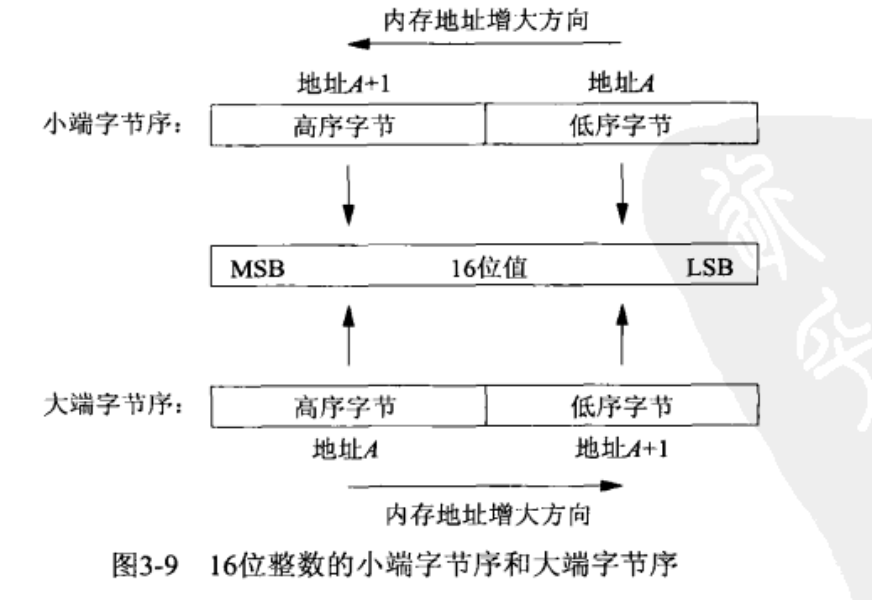 内存地址增大方向
地址A+1 地址A
小端字节序： 高序字节 低序字节
MSB 16位值 LSB
大端字节序： 高序字节 低序字节
地址A 地址A+1
内存地址增大方向
图3-9 16位整数的小端字节序和大端字节序